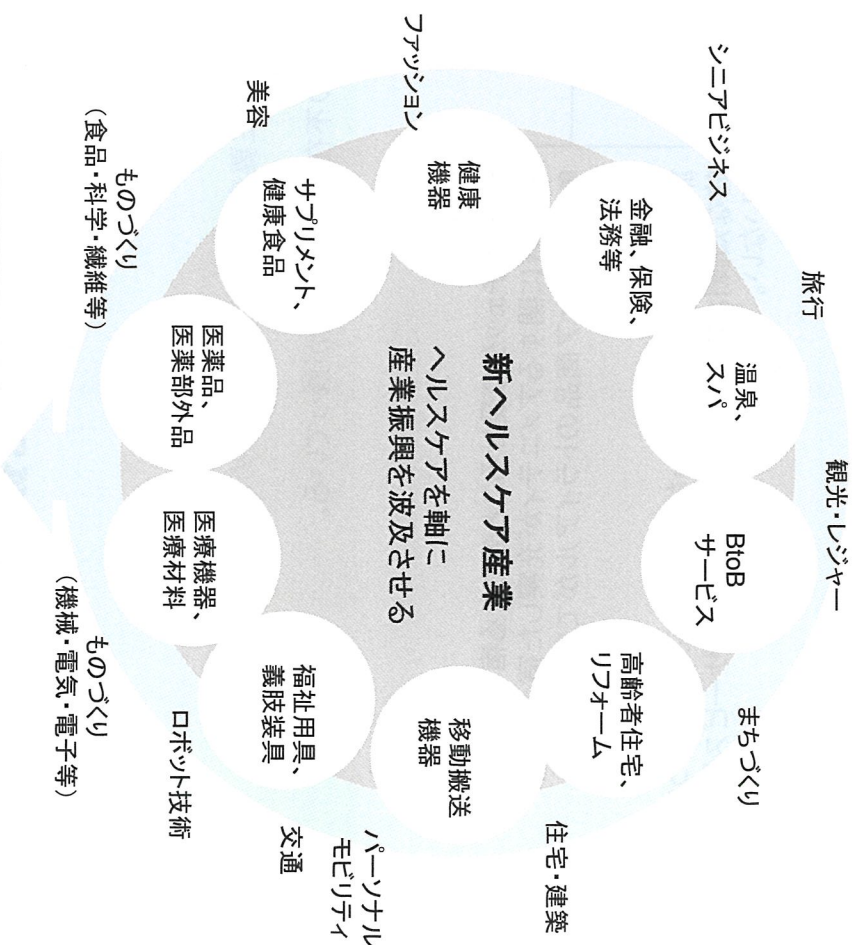 観光・レジャー
旅行
まちづくり
シニアビジネス
住宅・建築
ファッション
パーソナル
モビリティ
美容
交通
ものづくり
(食品・科学・繊維等)
ロボット技術
ものづくり
(機械・電気・電子等)
温泉、
スパ
BtoB
サービス
金融、保険、
法務等
高齢者住宅、
リフォーム
健康
機器
移動搬送
機器
サプリメント、
健康食品
福祉用具、
義肢装具
医薬品、
医薬部外品
医療機器、
医療材料
新ヘルスケア産業
ヘルスケアを軸に
産業振興を波及させる